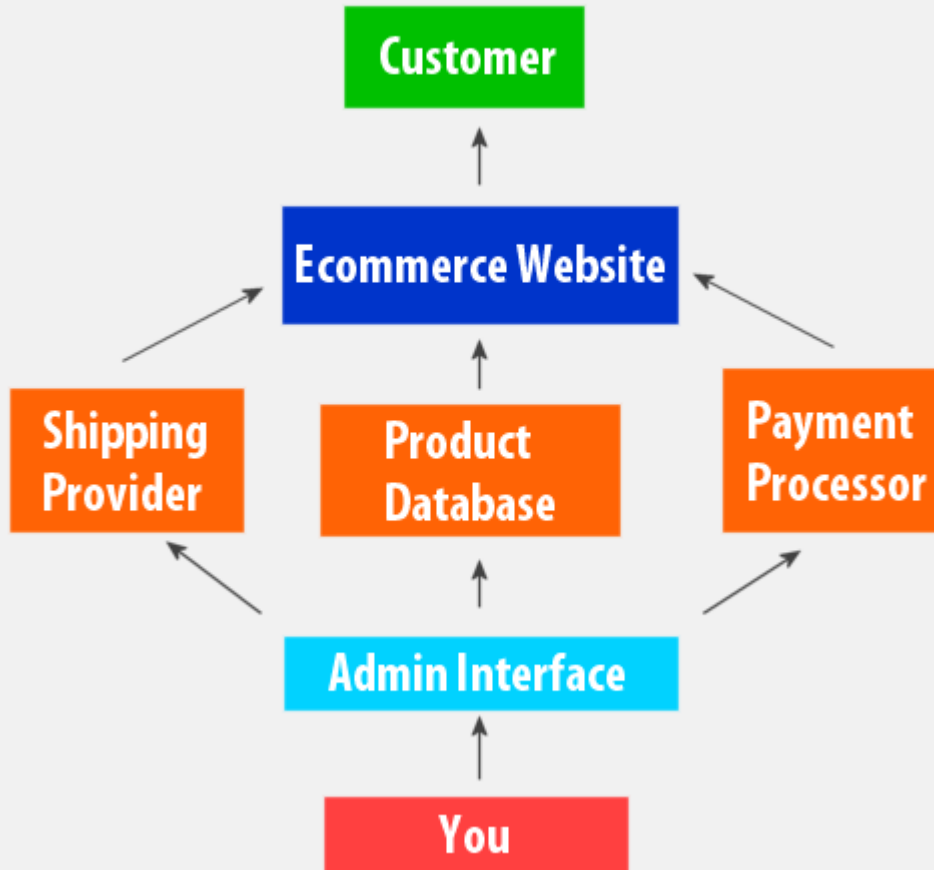 Customer
Ecommerce Website
Shipping
Provider
Product
Database
Payment
Processor
Admin Interface
You